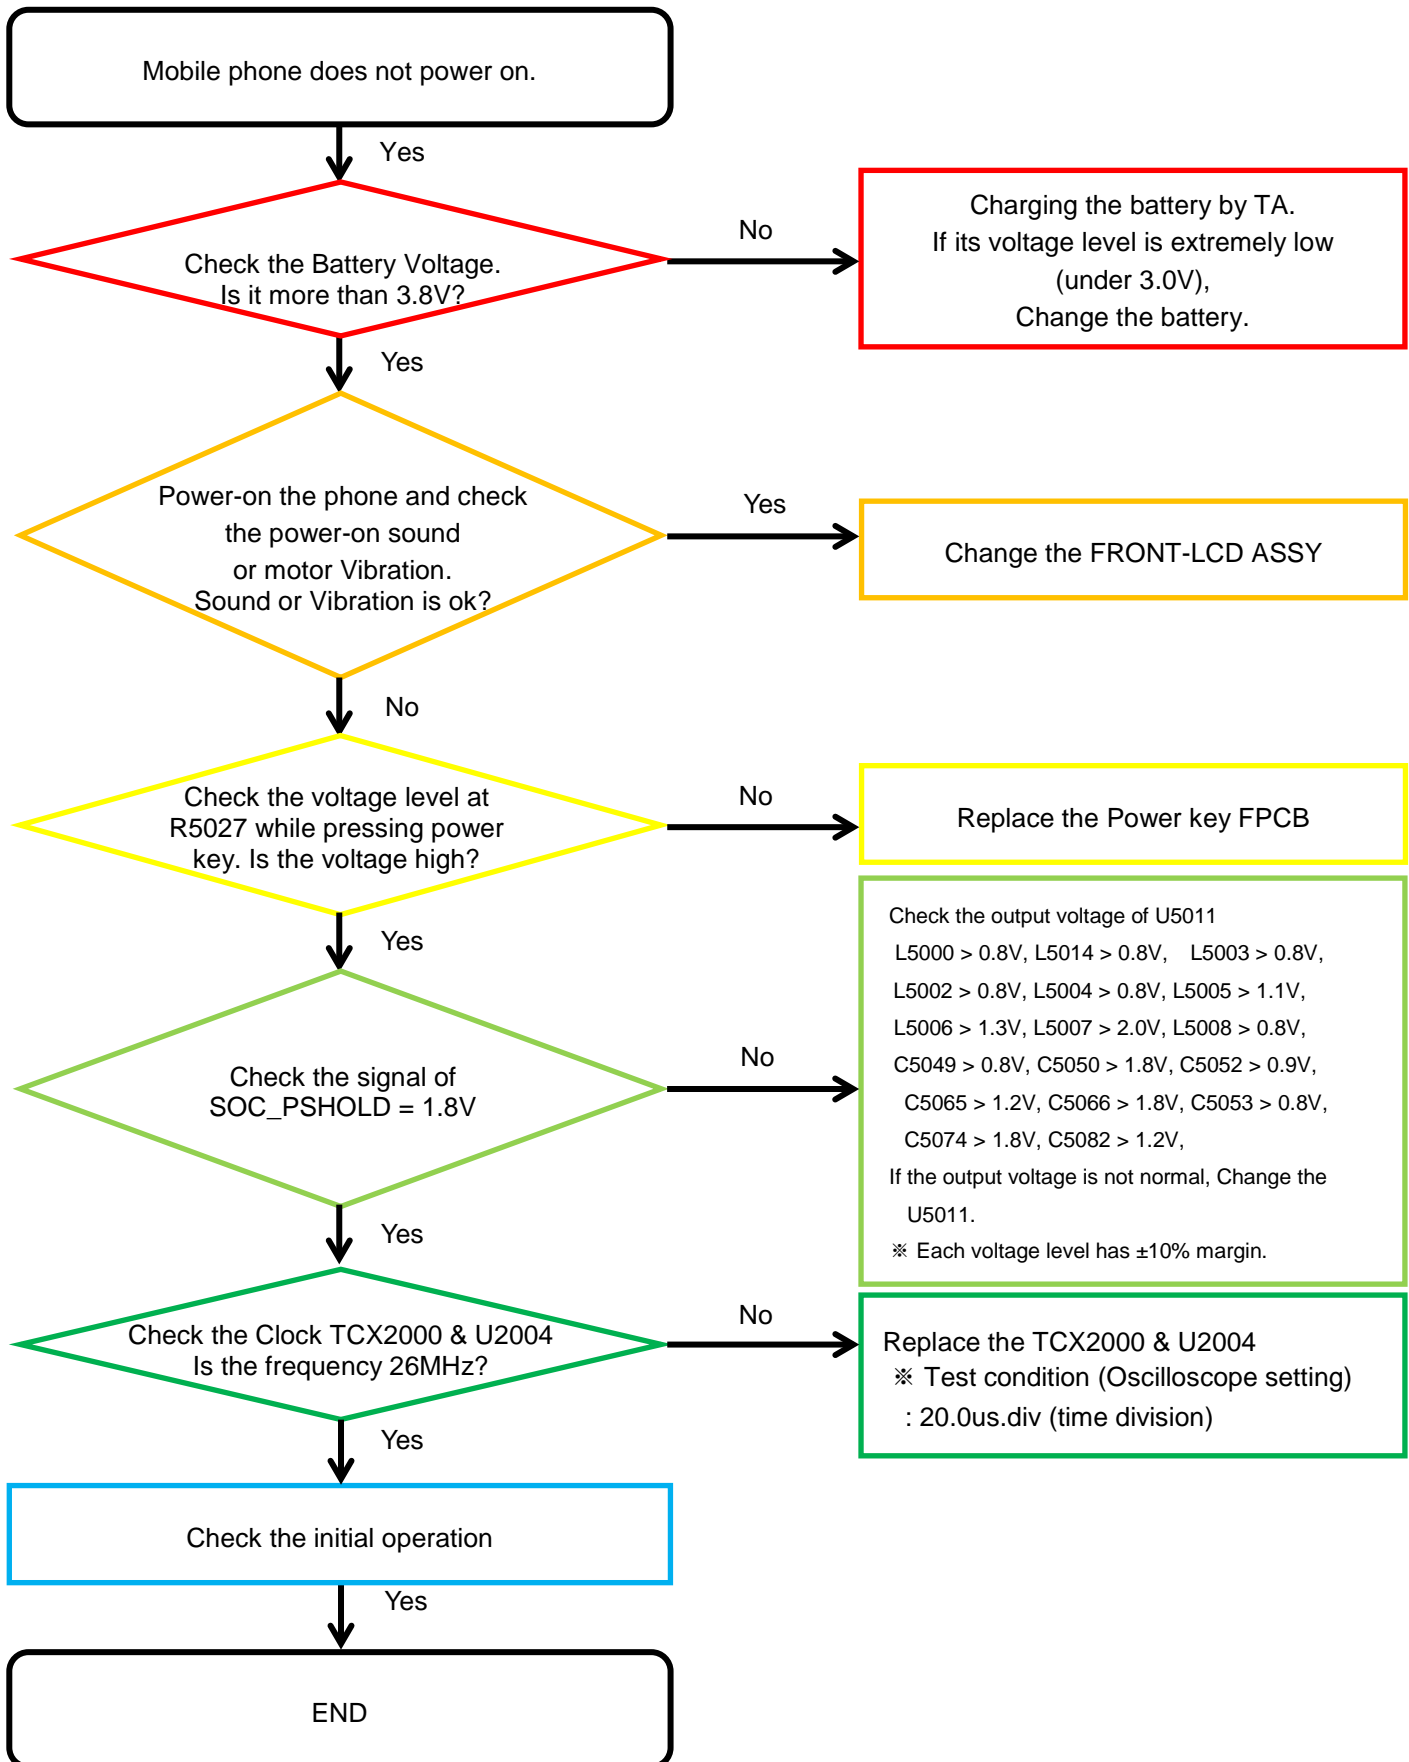 Mobile phone does not power on.
Yes
Check the Battery Voltage.
Is it more than 3.8V?
No
Charging the battery by TA.
If its voltage level is extremely low
(under 3.0V),
Change the battery.
Yes
Power-on the phone and check
the power-on sound
or motor Vibration.
Sound or Vibration is ok?
Yes
Change the FRONT-LCD ASSY
No
Check the voltage level at
R5027 while pressing power
key. Is the voltage high?
No
Replace the Power key FPCB
Yes
Check the signal of
SOC_PSHOLD = 1.8V
No
Check the output voltage of U5011
L5000 > 0.8V, L5014 > 0.8V, L5003 > 0.8V,
L5002 > 0.8V, L5004 > 0.8V, L5005 > 1.1V,
L5006 > 1.3V, L5007 > 2.0V, L5008 > 0.8V,
C5049 > 0.8V, C5050 > 1.8V, C5052 > 0.9V,
C5065 > 1.2V, C5066 > 1.8V, C5053 > 0.8V,
C5074 > 1.8V, C5082 > 1.2V,
If the output voltage is not normal, Change the
U5011.
※ Each voltage level has ±10% margin.
Yes
Check the Clock TCX2000 & U2004
Is the frequency 26MHz?
No
Replace the TCX2000 & U2004
※ Test condition (Oscilloscope setting)
: 20.0us.div (time division)
Yes
Check the initial operation
Yes
END